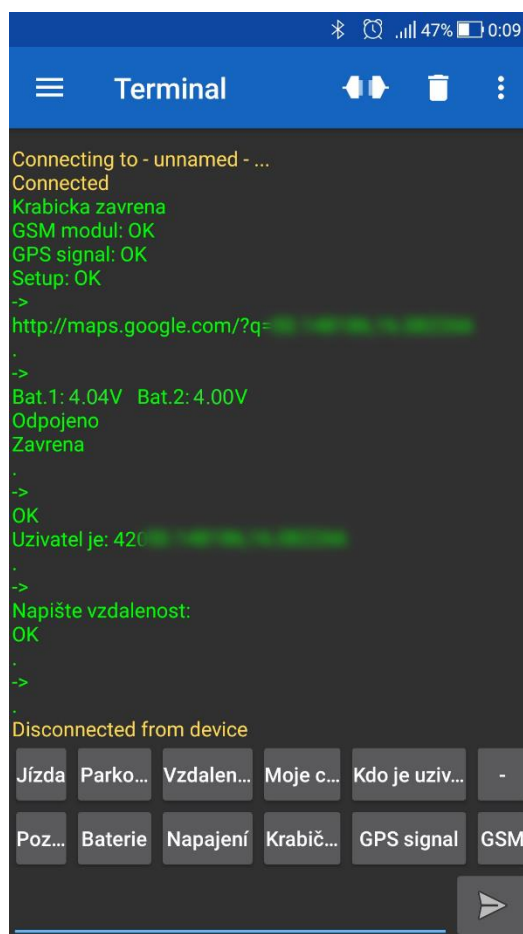 47% 0:09
Terminal
Connecting to - unnamed - ...
Connected
Krabicka zavrena
GSM modul: OK
GPS signal: OK
Setup: OK
->
http://maps.google.com/?q=
.
->
Bat.1: 4.04V Bat.2: 4.00V
Odpojeno
Zavrena
.
->
OK
Uzivatel je: 420
.
->
Napište vzdalenost:
OK
.
->
.
Disconnected from device
Jízda Parko... Vzdalen... Moje c... Kdo je uziv... -
Poz... Baterie Napajení Krabič... GPS signal GSM